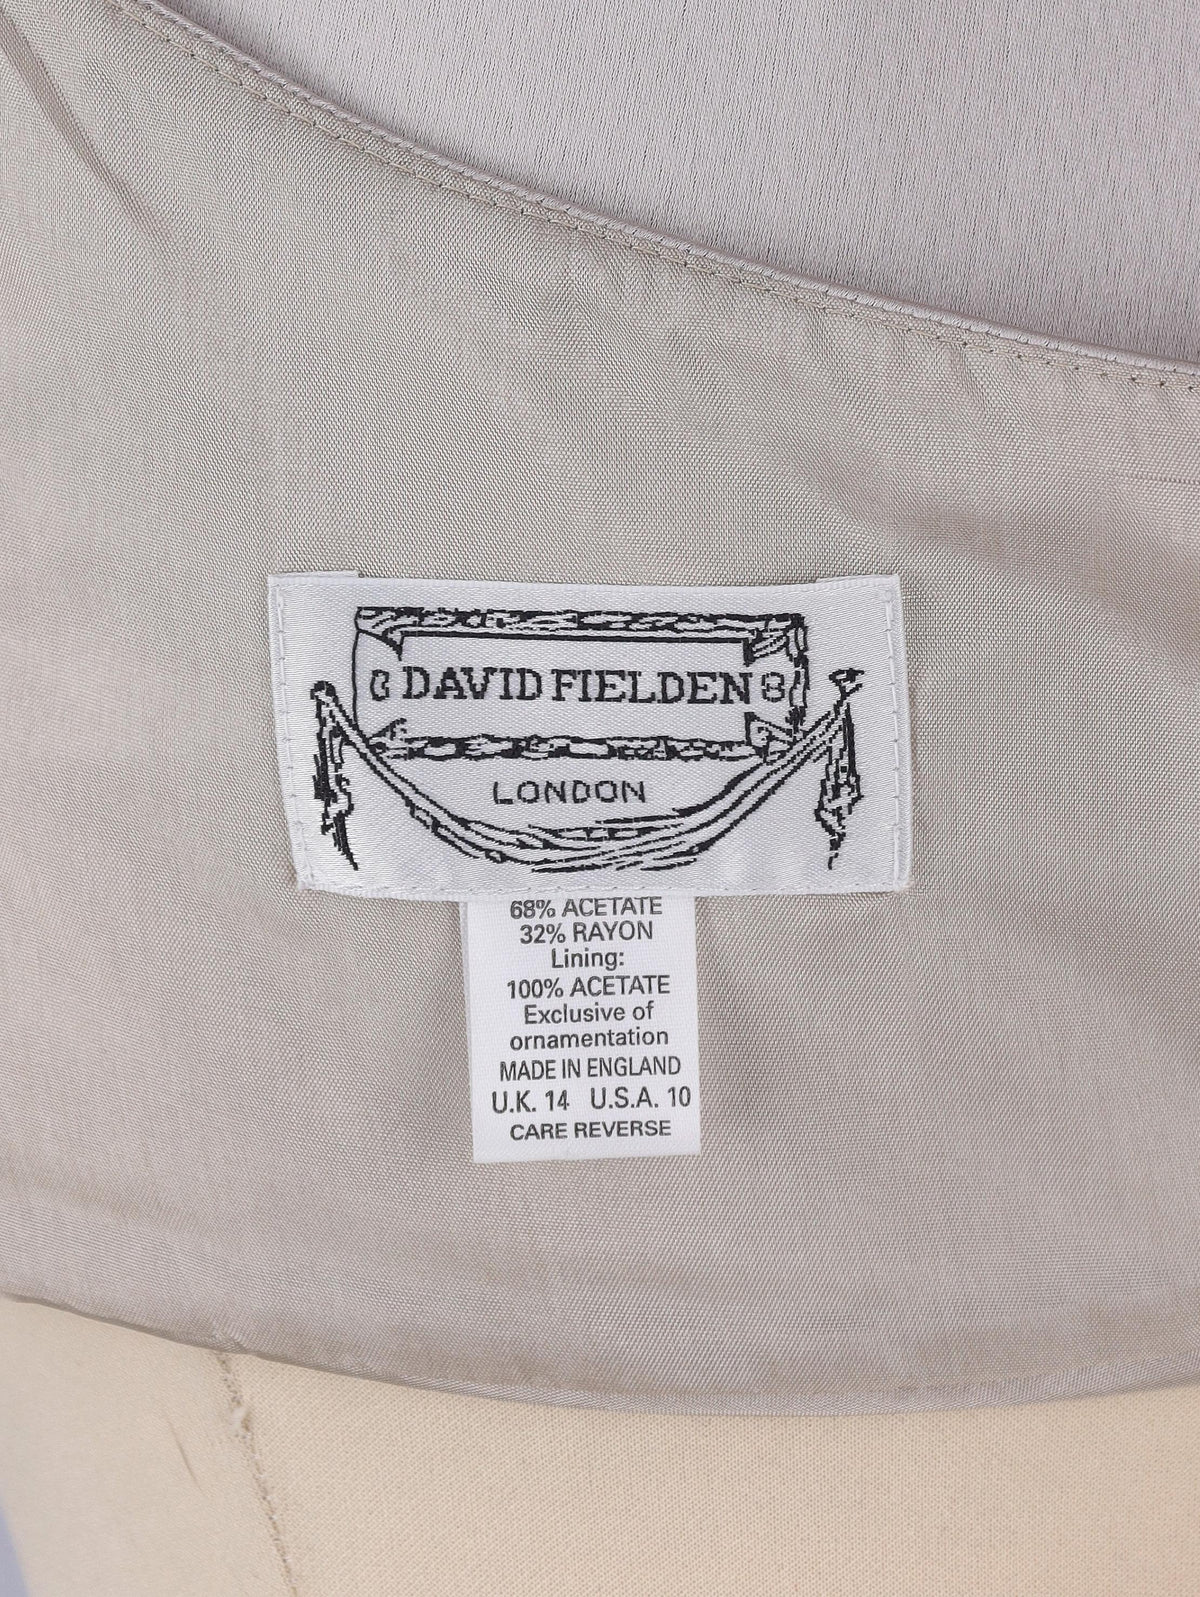 DAVID FIELDEN
LONDON
68% ACETATE
32% RAYON
Lining:
100% ACETATE
Exclusive of
ornamentation
MADE IN ENGLAND
U.K. 14 U.S.A. 10
CARE REVERSE